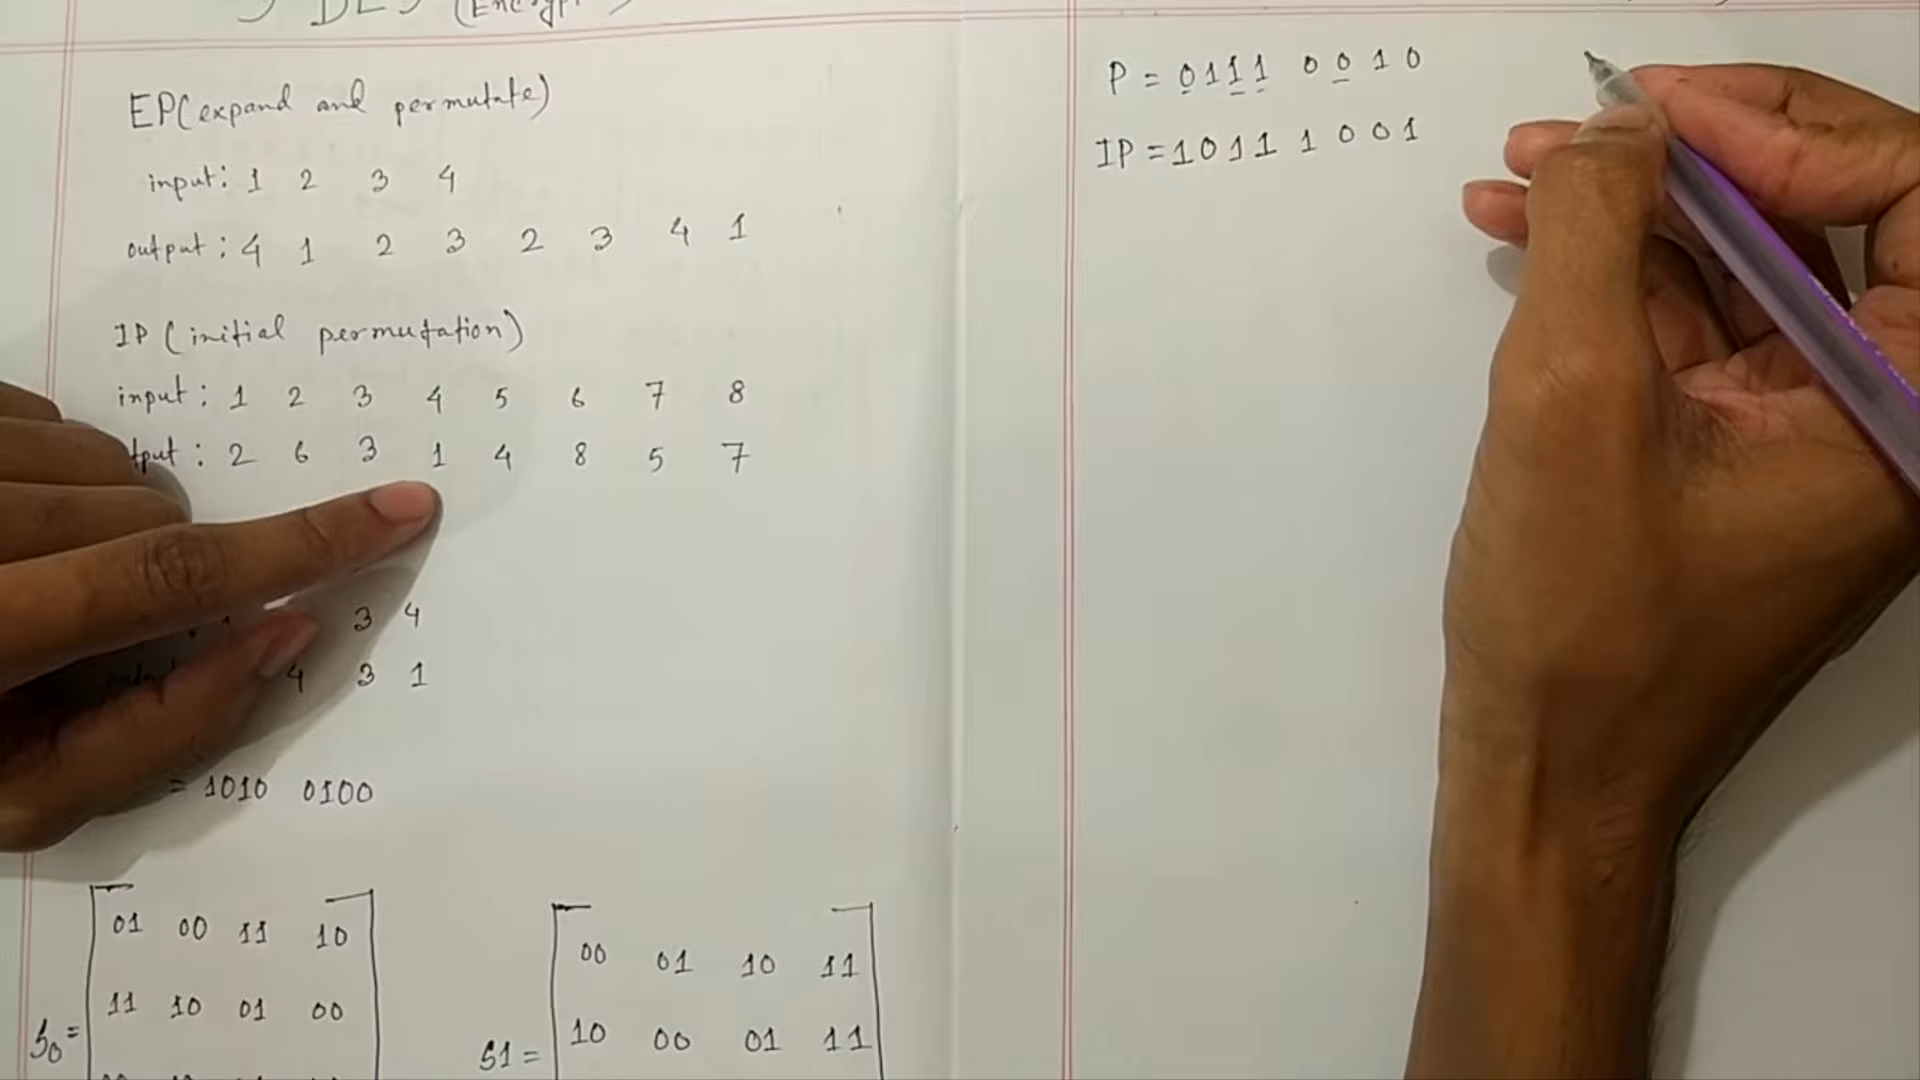 EP(expand and permutate)
input: 1 2 3 4
output: 4 1 2 3 2 3 4 1
IP (initial permutation)
input: 1 2 3 4 5 6 7 8
tput: 2 6 3 1 4 8 5 7
3 4
4 3 1
= 1010 0100
S0 =
01 00 11 10
11 10 01 00
S1 =
00 01 10 11
10 00 01 11
P = 0111 0010
IP = 1011 1001